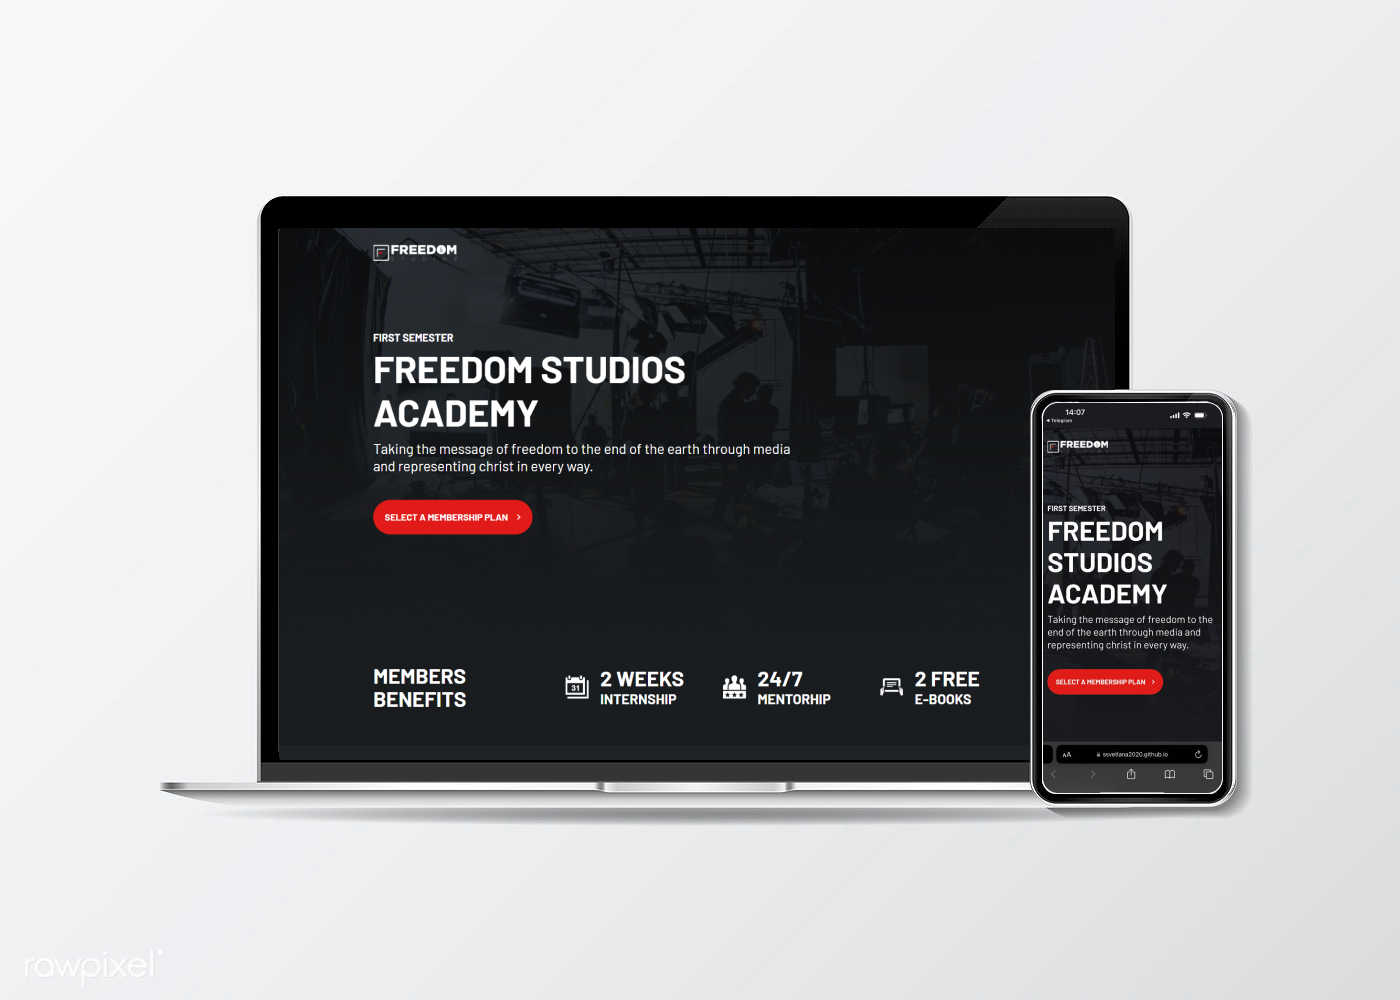 FREEDOM
FIRST SEMESTER
FREEDOM STUDIOS
ACADEMY
Taking the message of freedom to the end of the earth through media
and representing christ in every way.
SELECT A MEMBERSHIP PLAN
MEMBERS
BENEFITS
31
2 WEEKS
INTERNSHIP
24/7
MENTORHIP
2 FREE
E-BOOKS
14:07
Telegram
FREEDOM
FIRST SEMESTER
FREEDOM
STUDIOS
ACADEMY
Taking the message of freedom to the
end of the earth through media and
representing christ in every way.
SELECT A MEMBERSHIP PLAN
AA ssvetlana2020.github.io
rawpixel